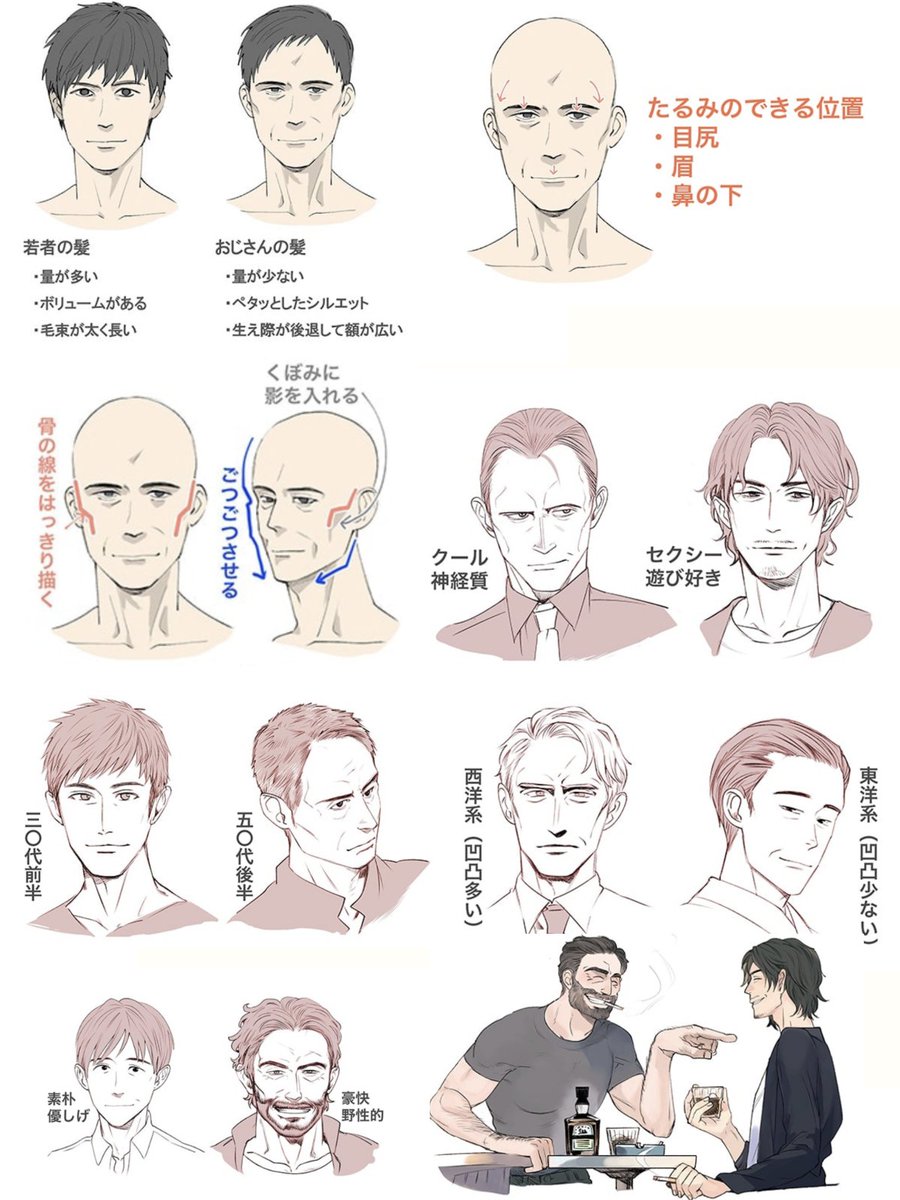 若者の髪
・量が多い
・ボリュームがある
・毛束が太く長い
おじさんの髪
・量が少ない
・ペタッとしたシルエット
・生え際が後退して額が広い
たるみのできる位置
・目尻
・眉
・鼻の下
骨の線をはっきり描く
くぼみに
影を入れる
ごつごつさせる
クール
神経質
セクシー
遊び好き
三〇代前半
五〇代後半
西洋系（凹凸多い）
東洋系（凹凸少ない）
素朴
優しげ
豪快
野性的